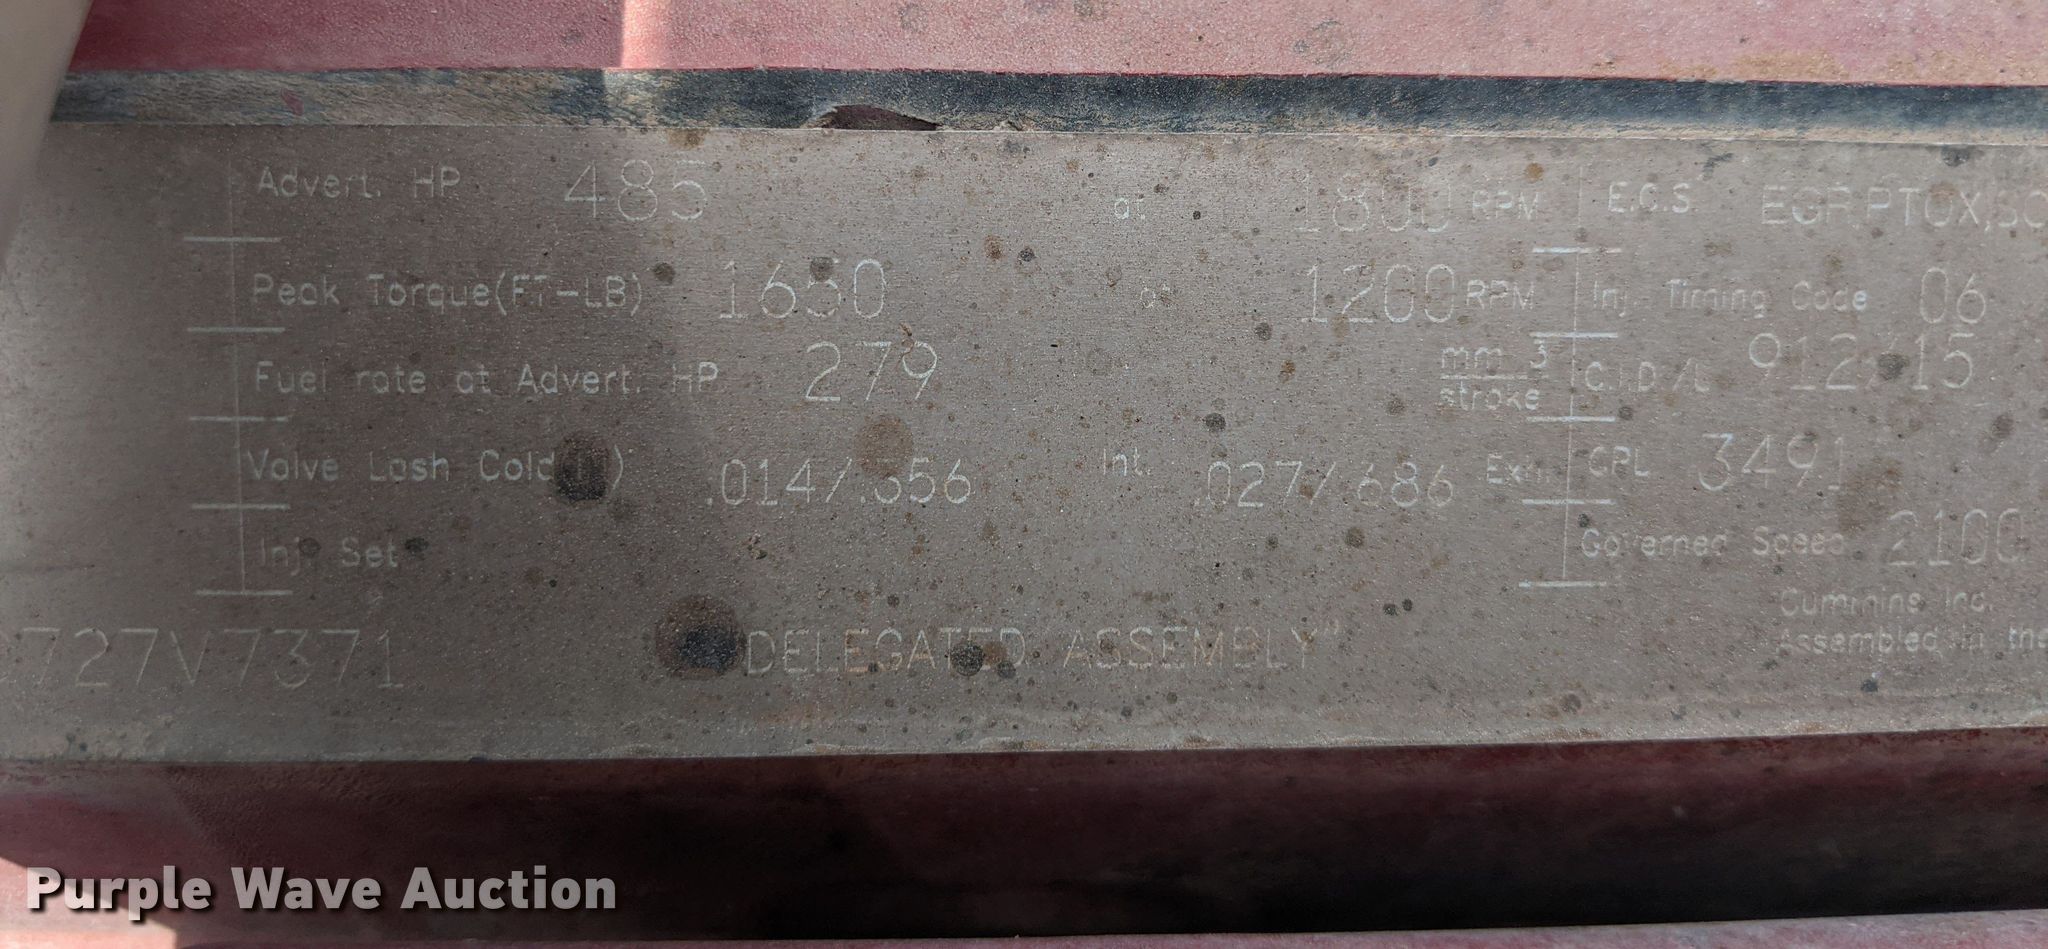 Advert. HP 485 at 1800 RPM E.C.S. EGR,PTOX,SC
Peak Torque(FT-LB) 1650 at 1200 RPM Inj. Timing Code 06
Fuel rate at Advert. HP 279 mm 3 stroke C.I.D/L 912/15
Valve Lash Cold( ) .014/.356 Int. .027/.686 Exh. CPL 3491
Inj. Set Governed Speed 2100
727V7371 "DELEGATED ASSEMBLY" Cummins Inc.
Assembled in the
Purple Wave Auction